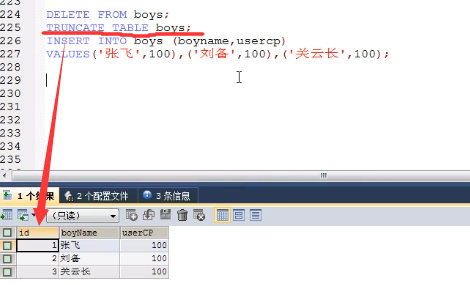 223
224 DELETE FROM boys;
225 TRUNCATE TABLE boys;
226 INSERT INTO boys (boyname,usercp)
227 VALUES('张飞',100),('刘备',100),('关云长',100);
228
229
230
231
232
233
234
235
1 个结果 2 个配置文件 3 条信息
(只读)
id boyName userCP
1 张飞 100
2 刘备 100
3 关云长 100